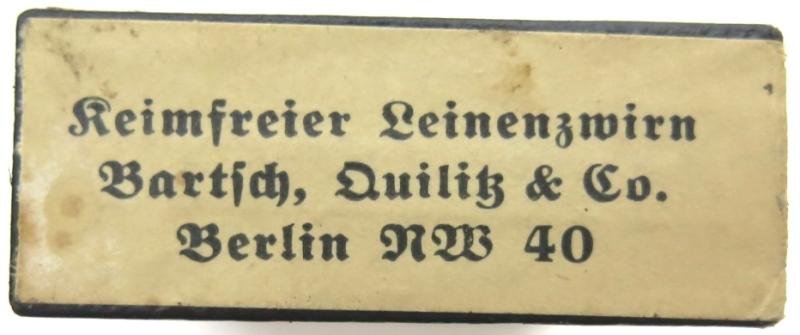 Keimfreier Leinenzwirn
Bartsch, Quilitz & Co.
Berlin NW 40